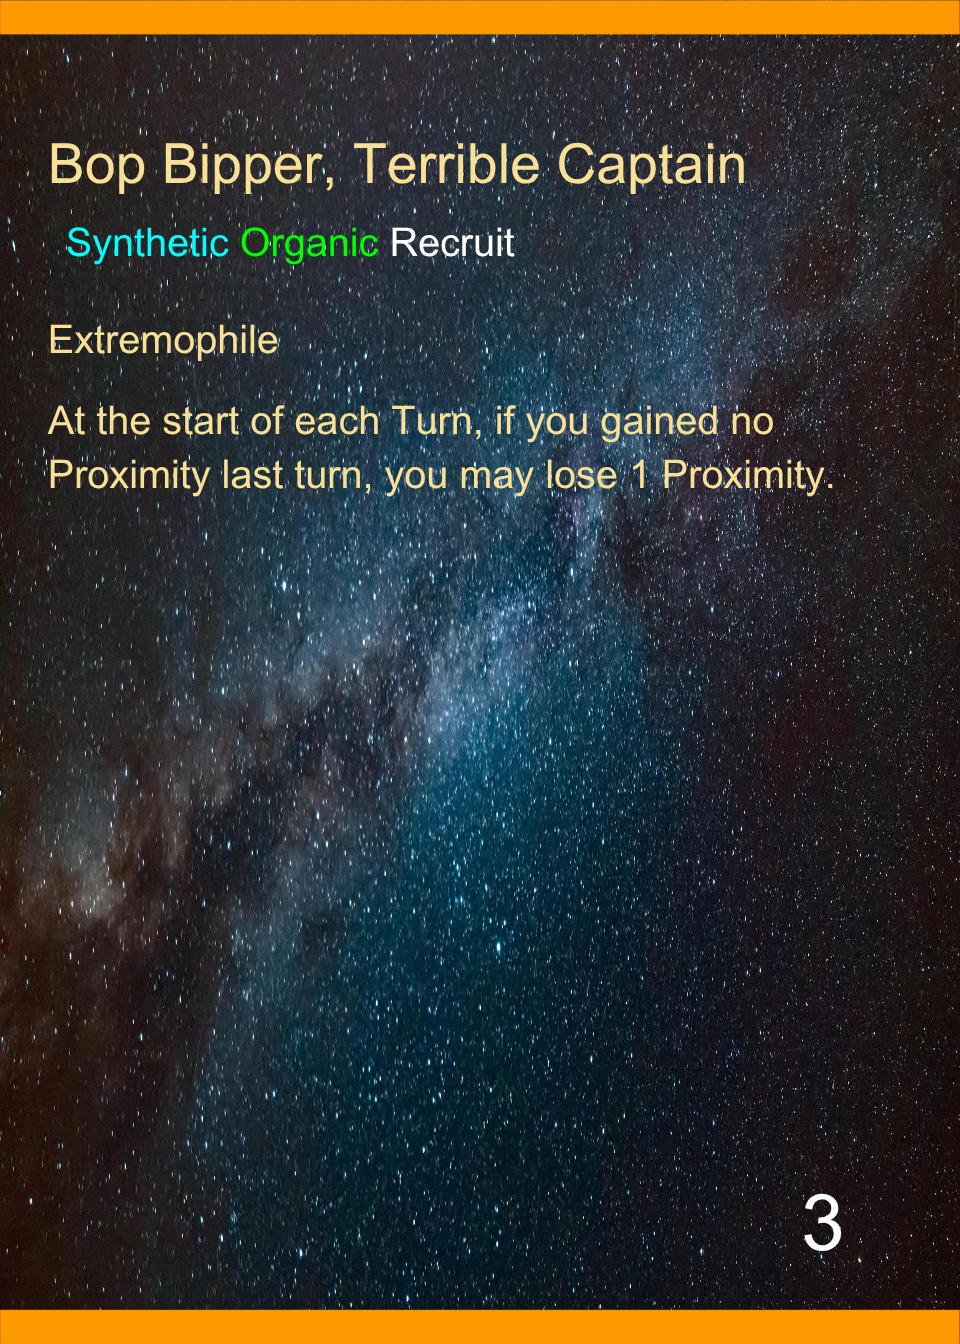 Bop Bipper, Terrible Captain
Synthetic Organic Recruit
Extremophile
At the start of each Turn, if you gained no
Proximity last turn, you may lose 1 Proximity.
3